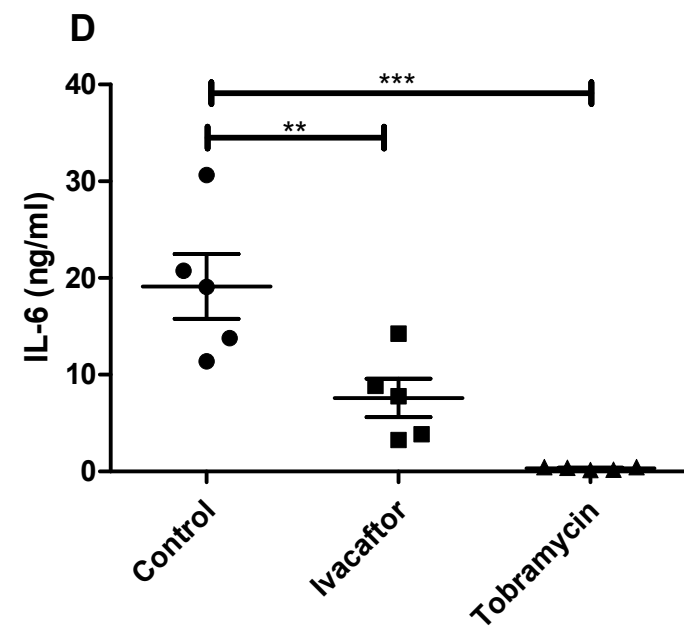 D
***
**
40
30
20
10
0
IL-6 (ng/ml)
Control
Ivacaftor
Tobramycin